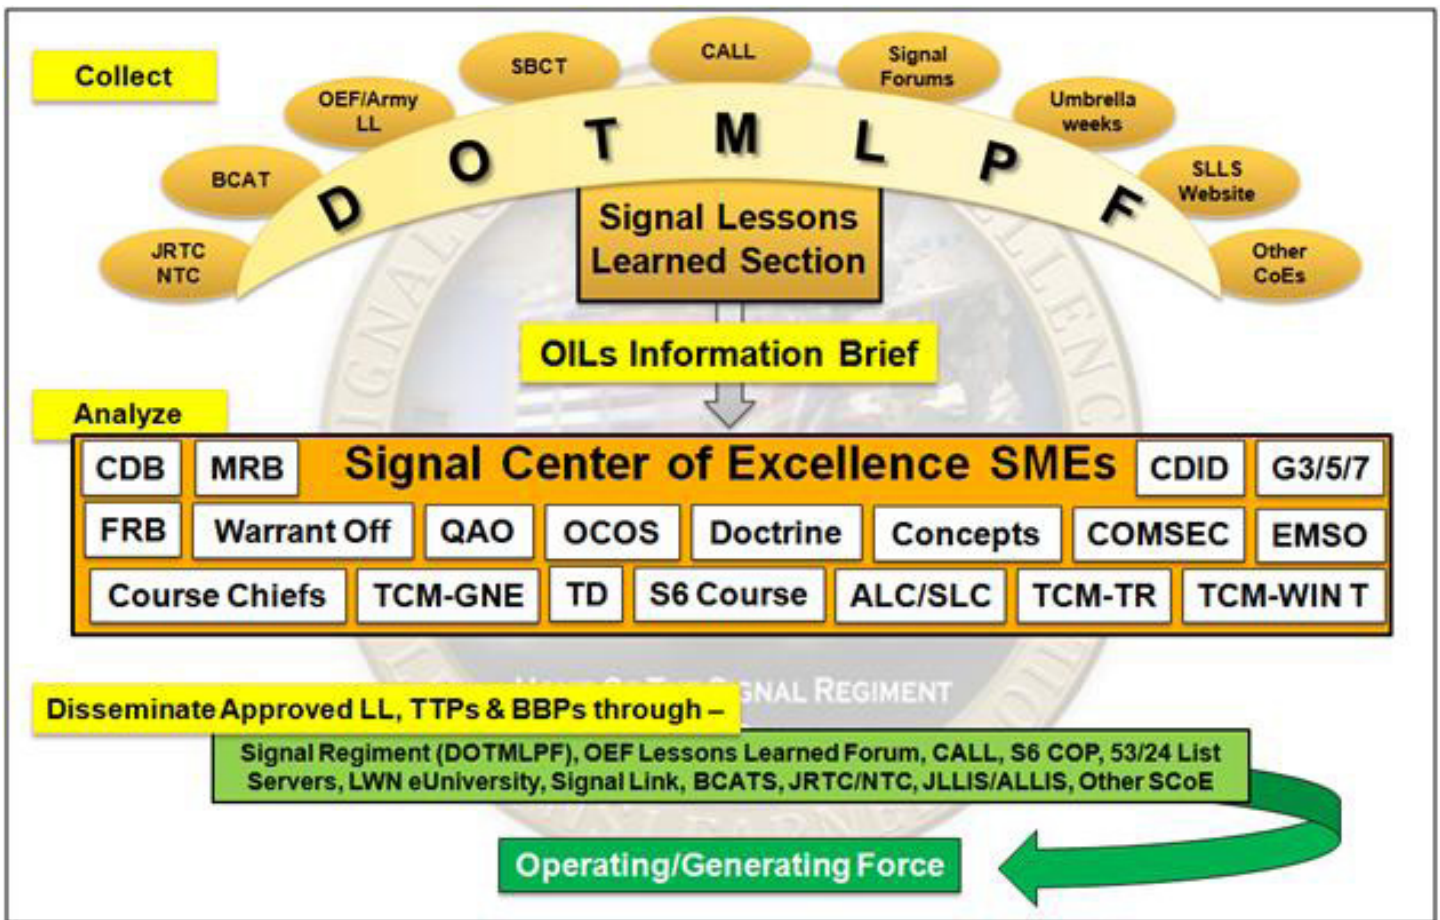 Collect
JRTC
NTC
BCAT
OEF/Army
LL
SBCT
CALL
Signal
Forums
Umbrella
weeks
SLLS
Website
Other
CoEs
D O T M L P F
Signal Lessons
Learned Section
OILs Information Brief
Analyze
CDB MRB Signal Center of Excellence SMEs CDID G3/5/7
FRB Warrant Off QAO OCOS Doctrine Concepts COMSEC EMSO
Course Chiefs TCM-GNE TD S6 Course ALC/SLC TCM-TR TCM-WIN T
SIGNAL REGIMENT
Disseminate Approved LL, TTPs & BBPs through –
Signal Regiment (DOTMLPF), OEF Lessons Learned Forum, CALL, S6 COP, 53/24 List
Servers, LWN eUniversity, Signal Link, BCATS, JRTC/NTC, JLLIS/ALLIS, Other SCoE
Operating/Generating Force